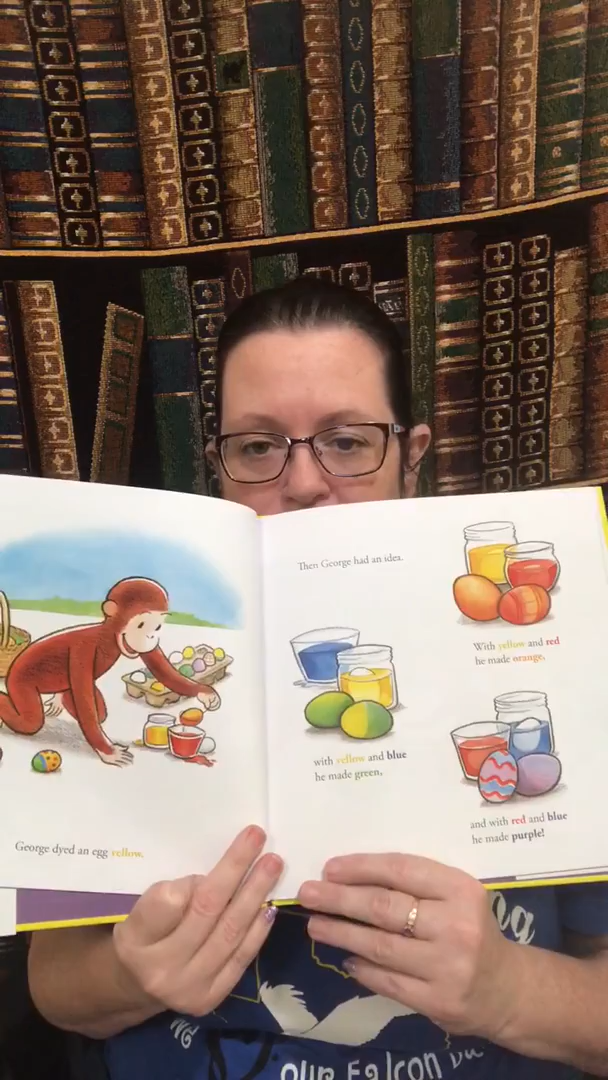 George dyed an egg yellow.
Then George had an idea.
with yellow and blue
he made green,
With yellow and red
he made orange,
and with red and blue
he made purple!
our Falcon